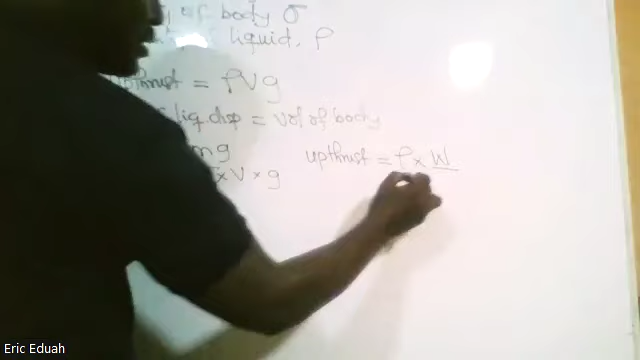 of body σ
liquid, ρ
upthrust = ρVg
liq. disp = Vol of body
mg
upthrust = ρ x W
x V x g
Eric Eduah